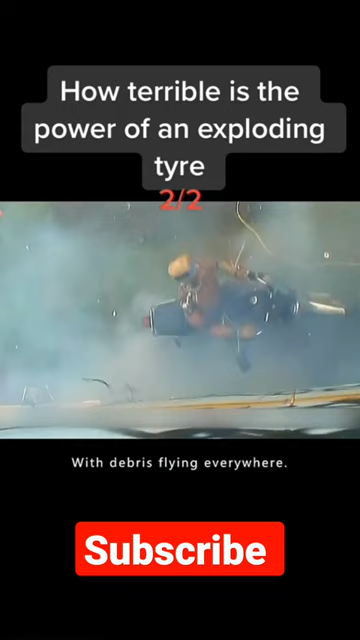 How terrible is the
power of an exploding
tyre
2/2
With debris flying everywhere.
Subscribe